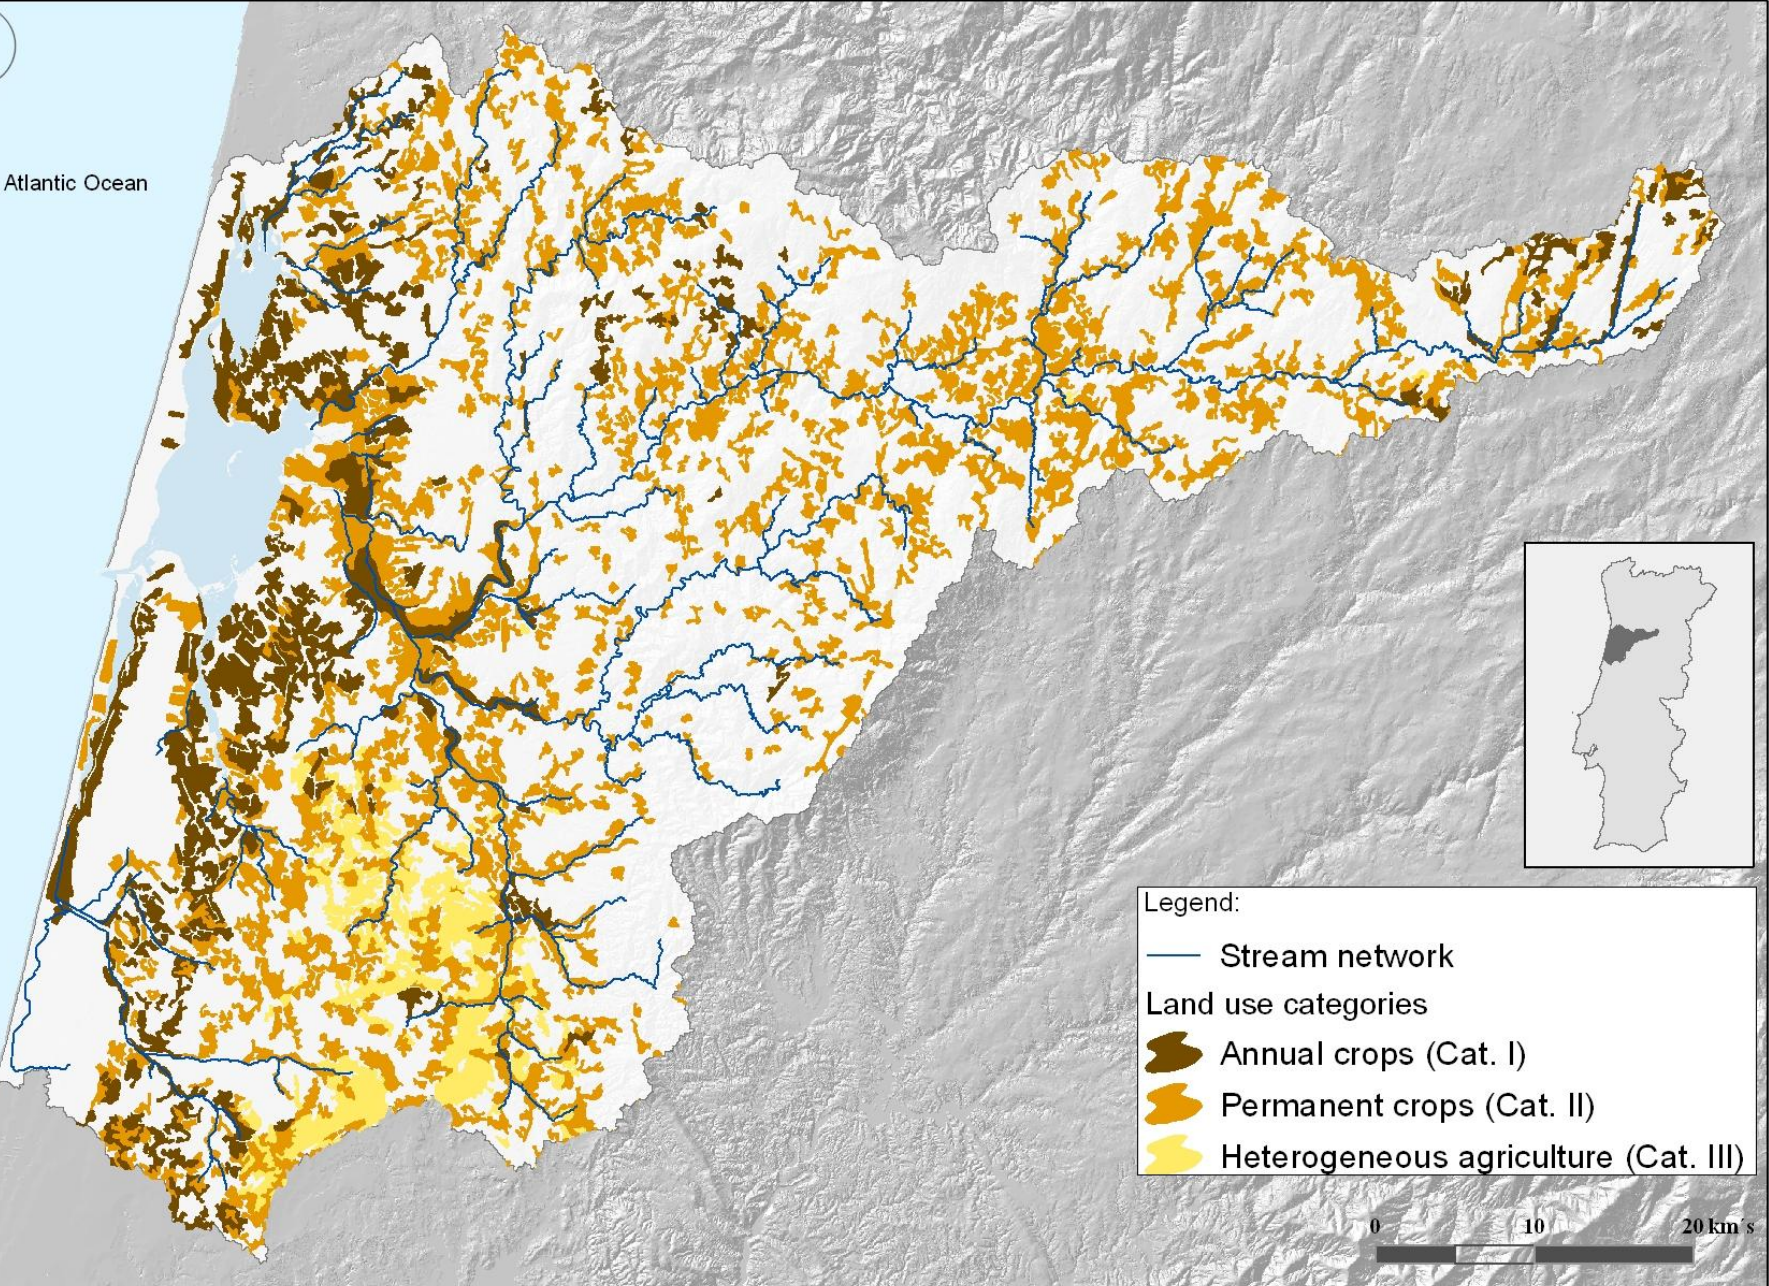 Atlantic Ocean
Legend:
Stream network
Land use categories
Annual crops (Cat. I)
Permanent crops (Cat. II)
Heterogeneous agriculture (Cat. III)
0 10 20 km´s